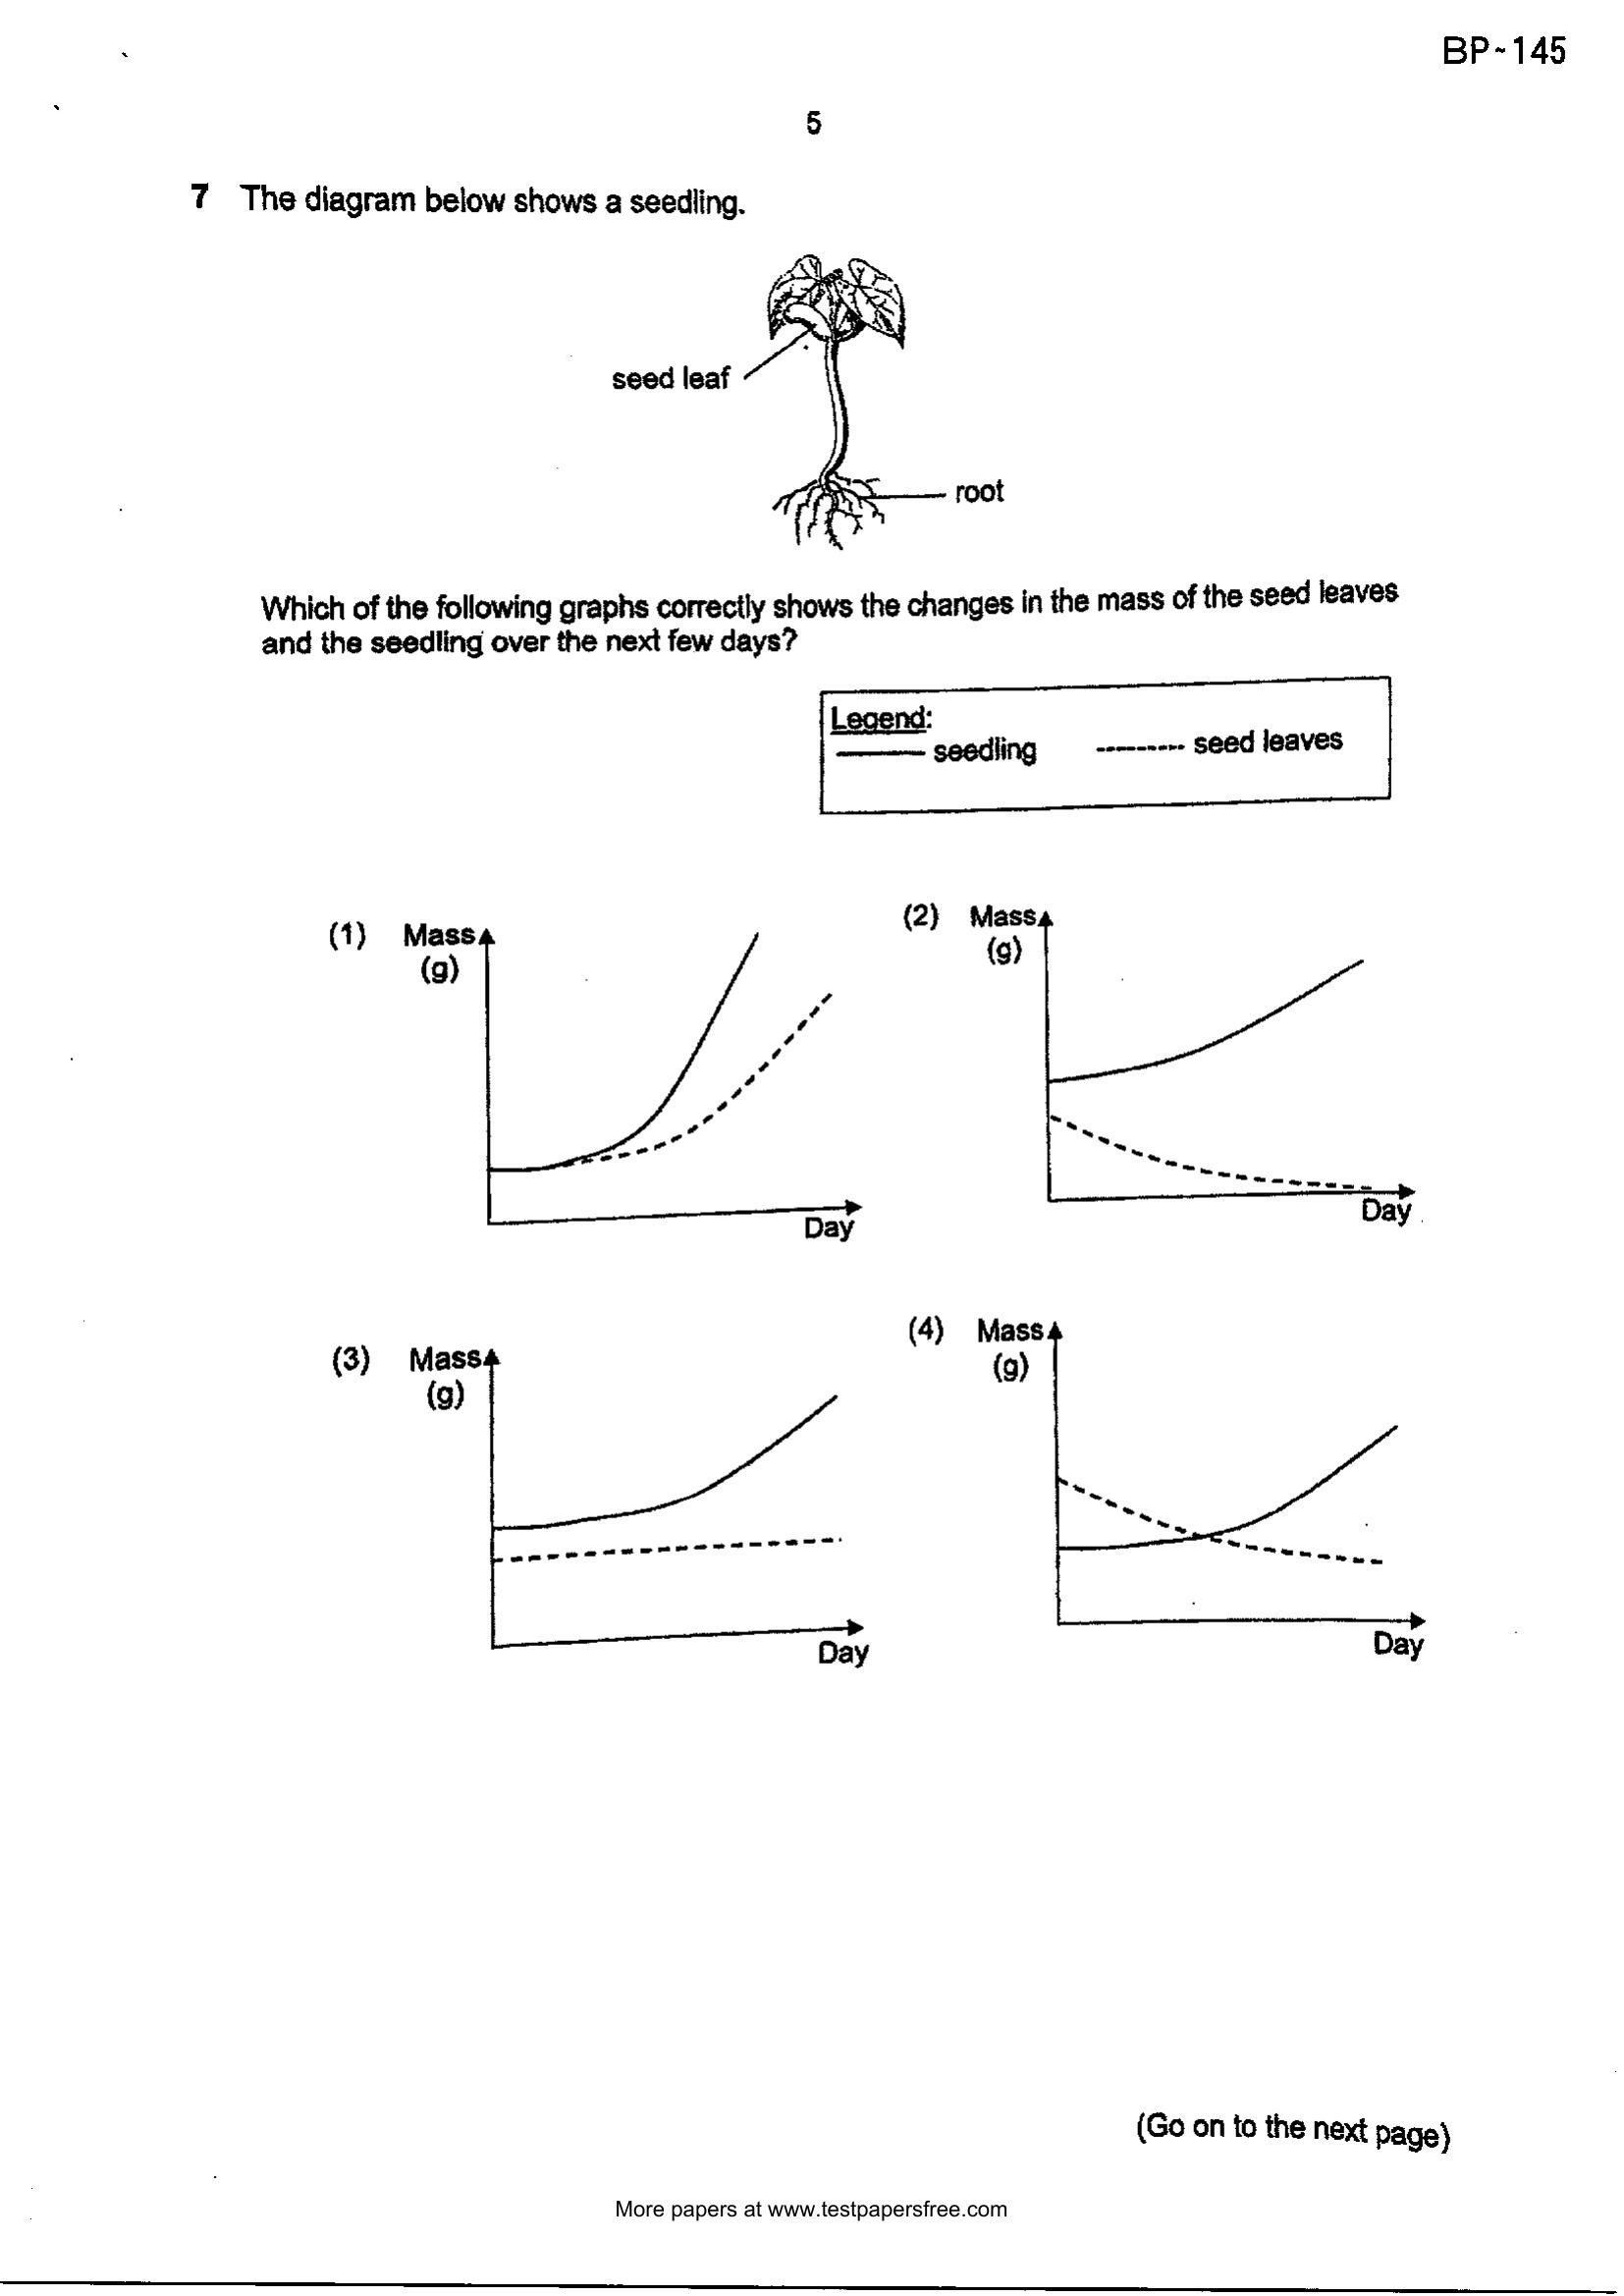 BP-145
5
7 The diagram below shows a seedling.
seed leaf
root
Which of the following graphs correctly shows the changes in the mass of the seed leaves
and the seedling over the next few days?
Legend:
seedling seed leaves
(1) Mass (g)
Day
(2) Mass (g)
Day
(3) Mass (g)
Day
(4) Mass (g)
Day
(Go on to the next page)
More papers at www.testpapersfree.com